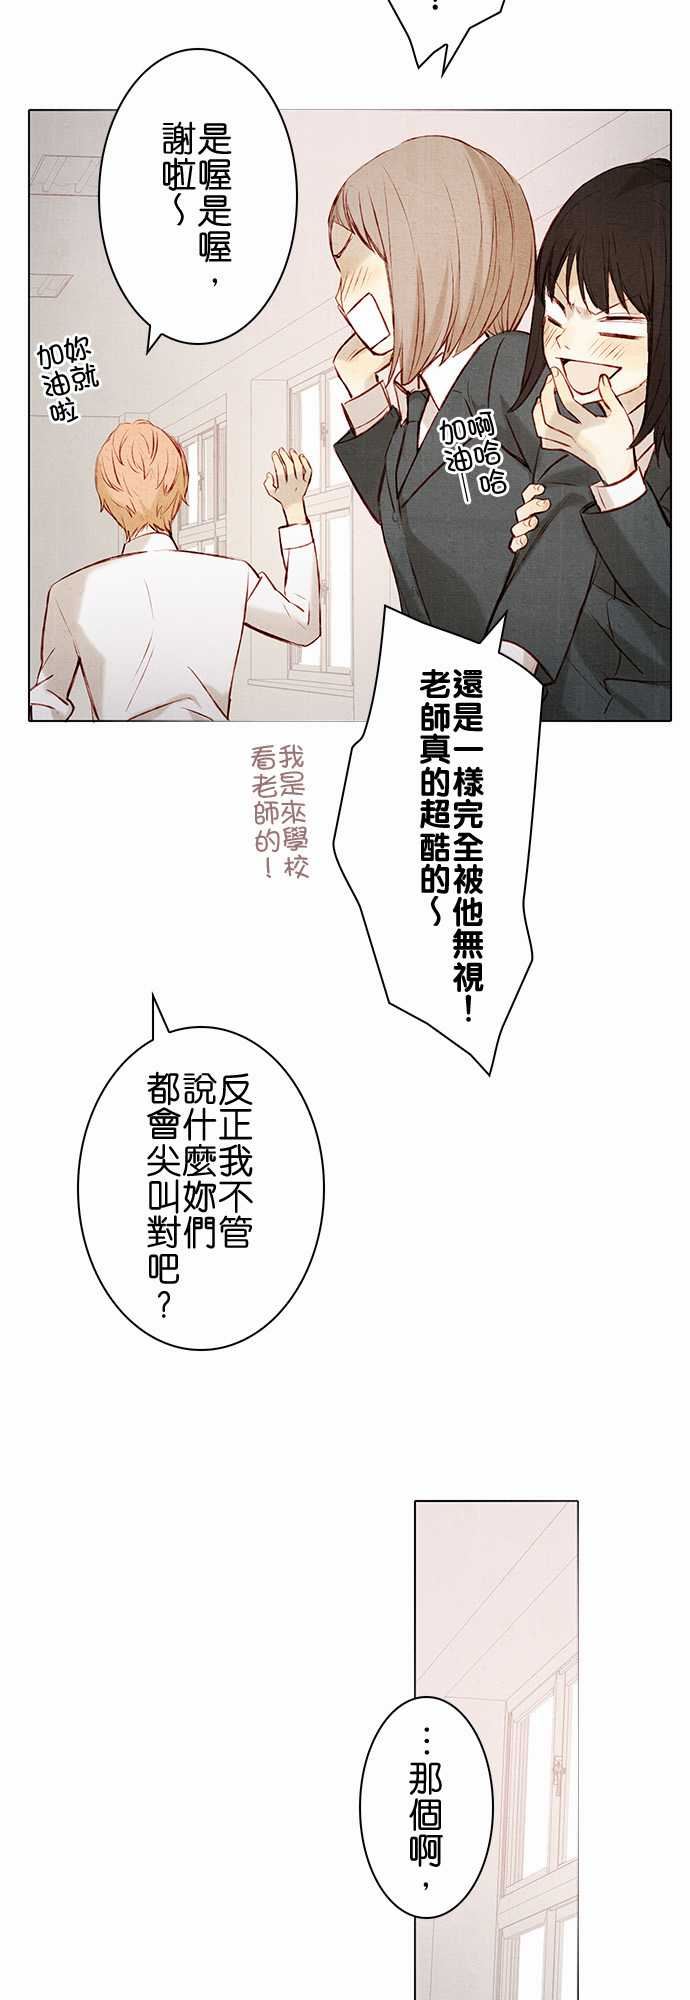 ：
是喔是喔，
謝啦～
妳就
加油啦
啊哈哈
加油—
還是一樣完全被他無視！
老師真的超酷的～
我是來學校
看老師的！
反正我不管
說什麼妳們
都會尖叫對吧？
…那個啊，